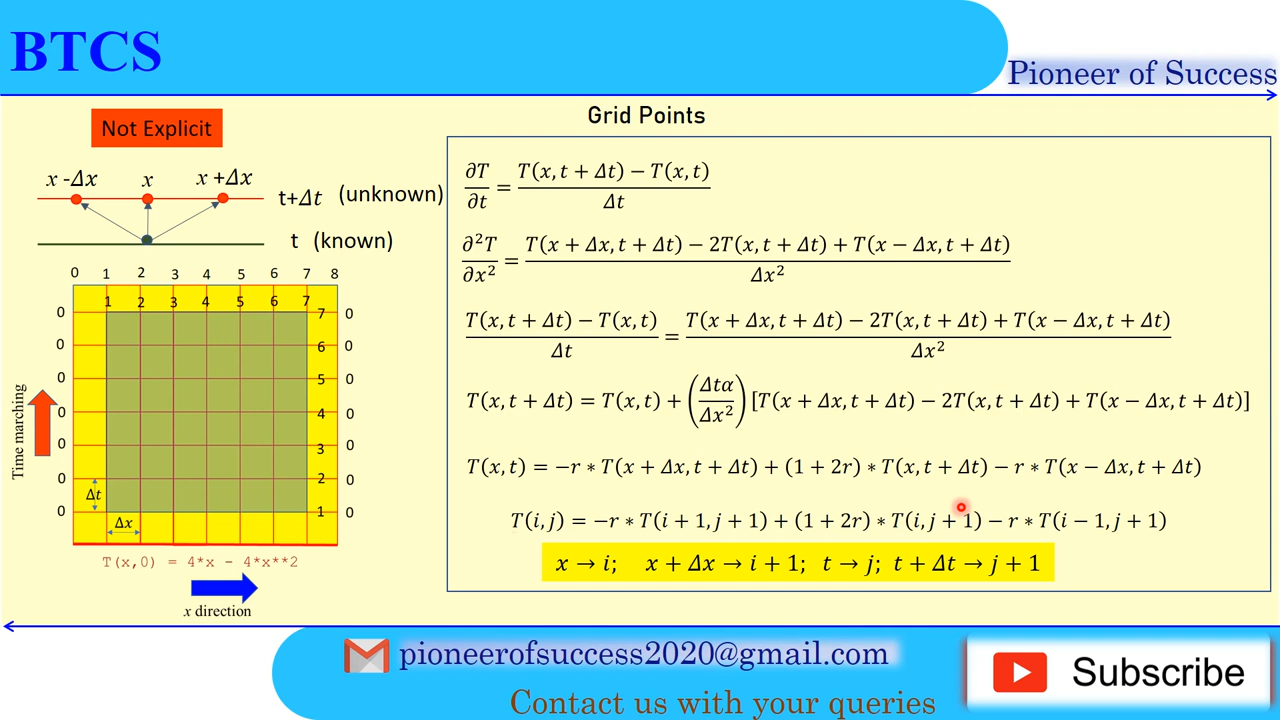 BTCS
Pioneer of Success
Grid Points
Not Explicit
x -Δx x x +Δx
t+Δt (unknown)
t (known)
0 1 2 3 4 5 6 7 8
1 2 3 4 5 6 7
0 7 0
0 6 0
0 5 0
0 4 0
0 3 0
0 2 0
0 1 0
Δt
Δx
Time marching
T(x,0) = 4*x - 4*x**2
x direction
∂T/∂t = (T(x, t + Δt) − T(x, t))/Δt
∂²T/∂x² = (T(x + Δx, t + Δt) − 2T(x, t + Δt) + T(x − Δx, t + Δt))/Δx²
(T(x, t + Δt) − T(x, t))/Δt = (T(x + Δx, t + Δt) − 2T(x, t + Δt) + T(x − Δx, t + Δt))/Δx²
T(x, t + Δt) = T(x, t) + (Δtα/Δx²) [T(x + Δx, t + Δt) − 2T(x, t + Δt) + T(x − Δx, t + Δt)]
T(x, t) = −r ∗ T(x + Δx, t + Δt) + (1 + 2r) ∗ T(x, t + Δt) − r ∗ T(x − Δx, t + Δt)
T(i, j) = −r ∗ T(i + 1, j + 1) + (1 + 2r) ∗ T(i, j + 1) − r ∗ T(i − 1, j + 1)
x → i; x + Δx → i + 1; t → j; t + Δt → j + 1
pioneerofsuccess2020@gmail.com
Contact us with your queries
Subscribe